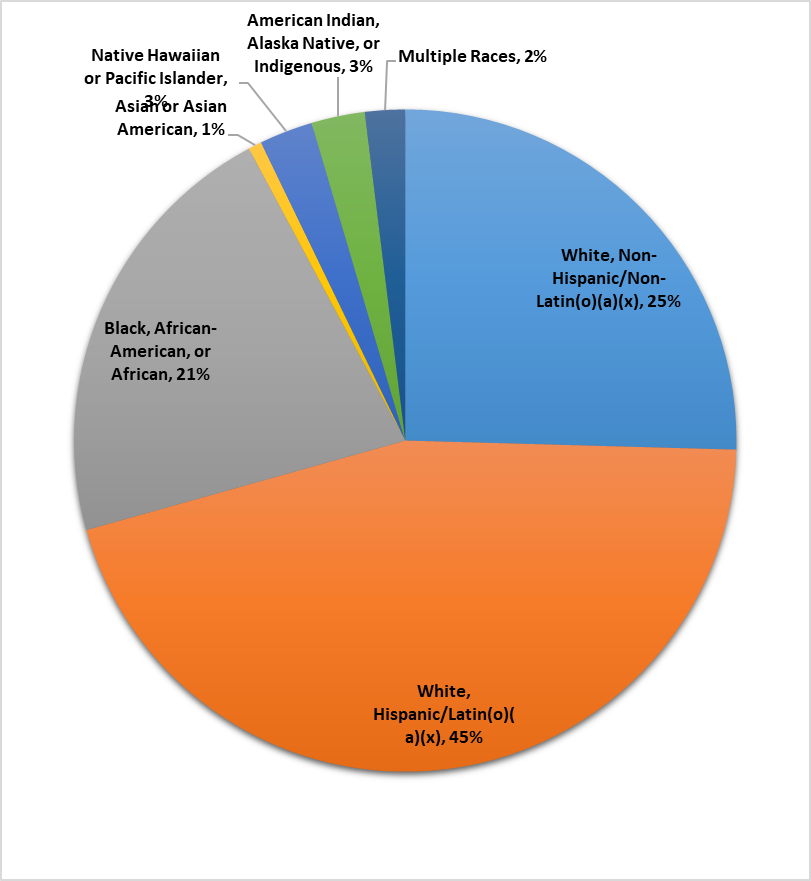 American Indian,
Alaska Native, or
Indigenous, 3%
Multiple Races, 2%
Native Hawaiian
or Pacific Islander,
3%
Asian or Asian
American, 1%
White, Non-
Hispanic/Non-
Latin(o)(a)(x), 25%
Black, African-
American, or
African, 21%
White,
Hispanic/Latin(o)(
a)(x), 45%